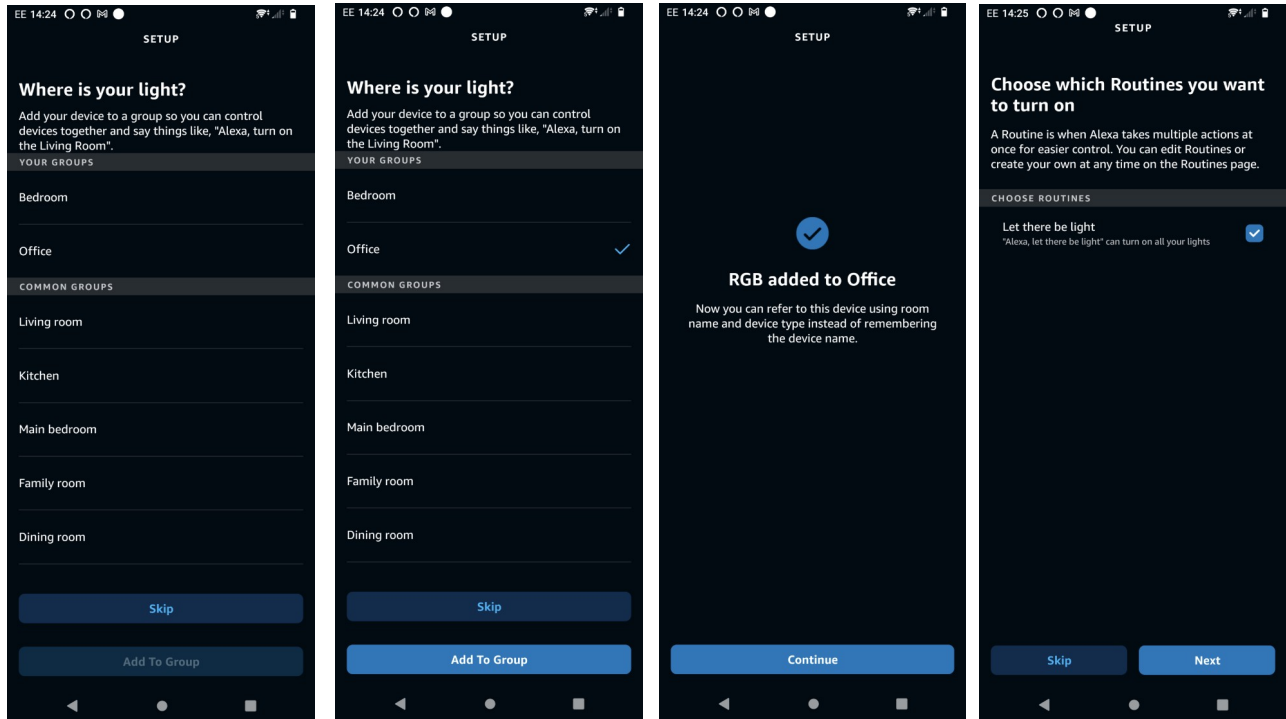 EE 14:24
SETUP
Where is your light?
Add your device to a group so you can control
devices together and say things like, "Alexa, turn on
the Living Room".
YOUR GROUPS
Bedroom
Office
COMMON GROUPS
Living room
Kitchen
Main bedroom
Family room
Dining room
Skip
Add To Group
EE 14:24
SETUP
Where is your light?
Add your device to a group so you can control
devices together and say things like, "Alexa, turn on
the Living Room".
YOUR GROUPS
Bedroom
Office
COMMON GROUPS
Living room
Kitchen
Main bedroom
Family room
Dining room
Skip
Add To Group
EE 14:24
SETUP
RGB added to Office
Now you can refer to this device using room
name and device type instead of remembering
the device name.
Continue
EE 14:25
SETUP
Choose which Routines you want
to turn on
A Routine is when Alexa takes multiple actions at
once for easier control. You can edit Routines or
create your own at any time on the Routines page.
CHOOSE ROUTINES
Let there be light
"Alexa, let there be light" can turn on all your lights
Skip
Next